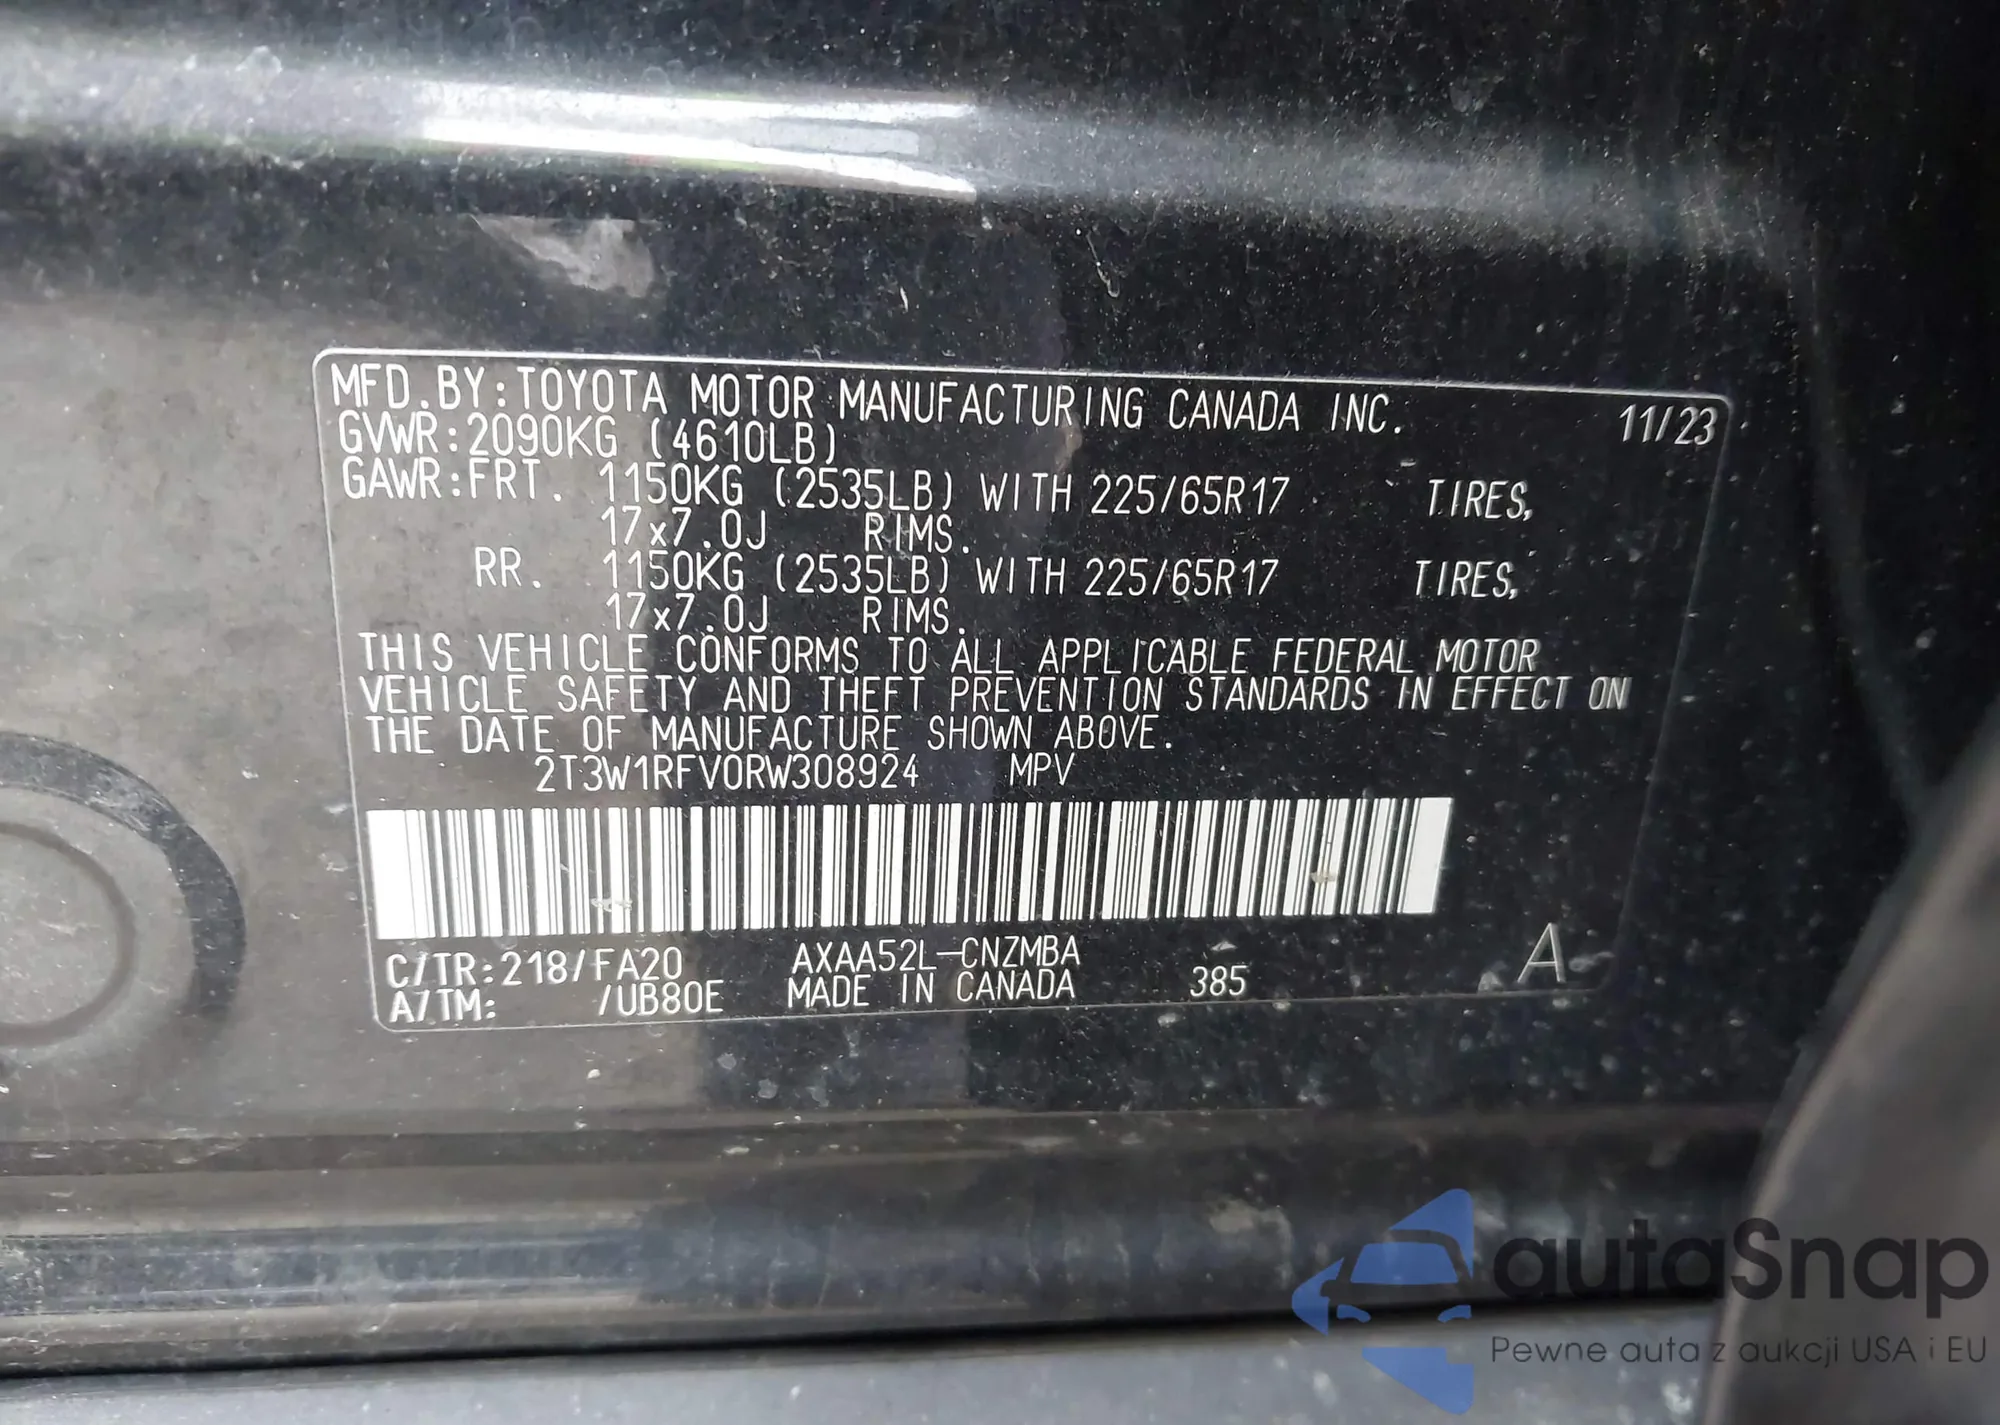 MFD.BY:TOYOTA MOTOR MANUFACTURING CANADA INC. 11/23
GVWR:2090KG (4610LB)
GAWR:FRT. 1150KG (2535LB) WITH 225/65R17 TIRES,
17x7.0J RIMS.
RR. 1150KG (2535LB) WITH 225/65R17 TIRES,
17x7.0J RIMS.
THIS VEHICLE CONFORMS TO ALL APPLICABLE FEDERAL MOTOR
VEHICLE SAFETY AND THEFT PREVENTION STANDARDS IN EFFECT ON
THE DATE OF MANUFACTURE SHOWN ABOVE.
2T3W1RFV0RW308924 MPV
C/TR:218/FA20 AXAA52L-CNZMBA
A/TM: /UB80E MADE IN CANADA 385 A
autaSnap
Pewne auta z aukcji USA i EU